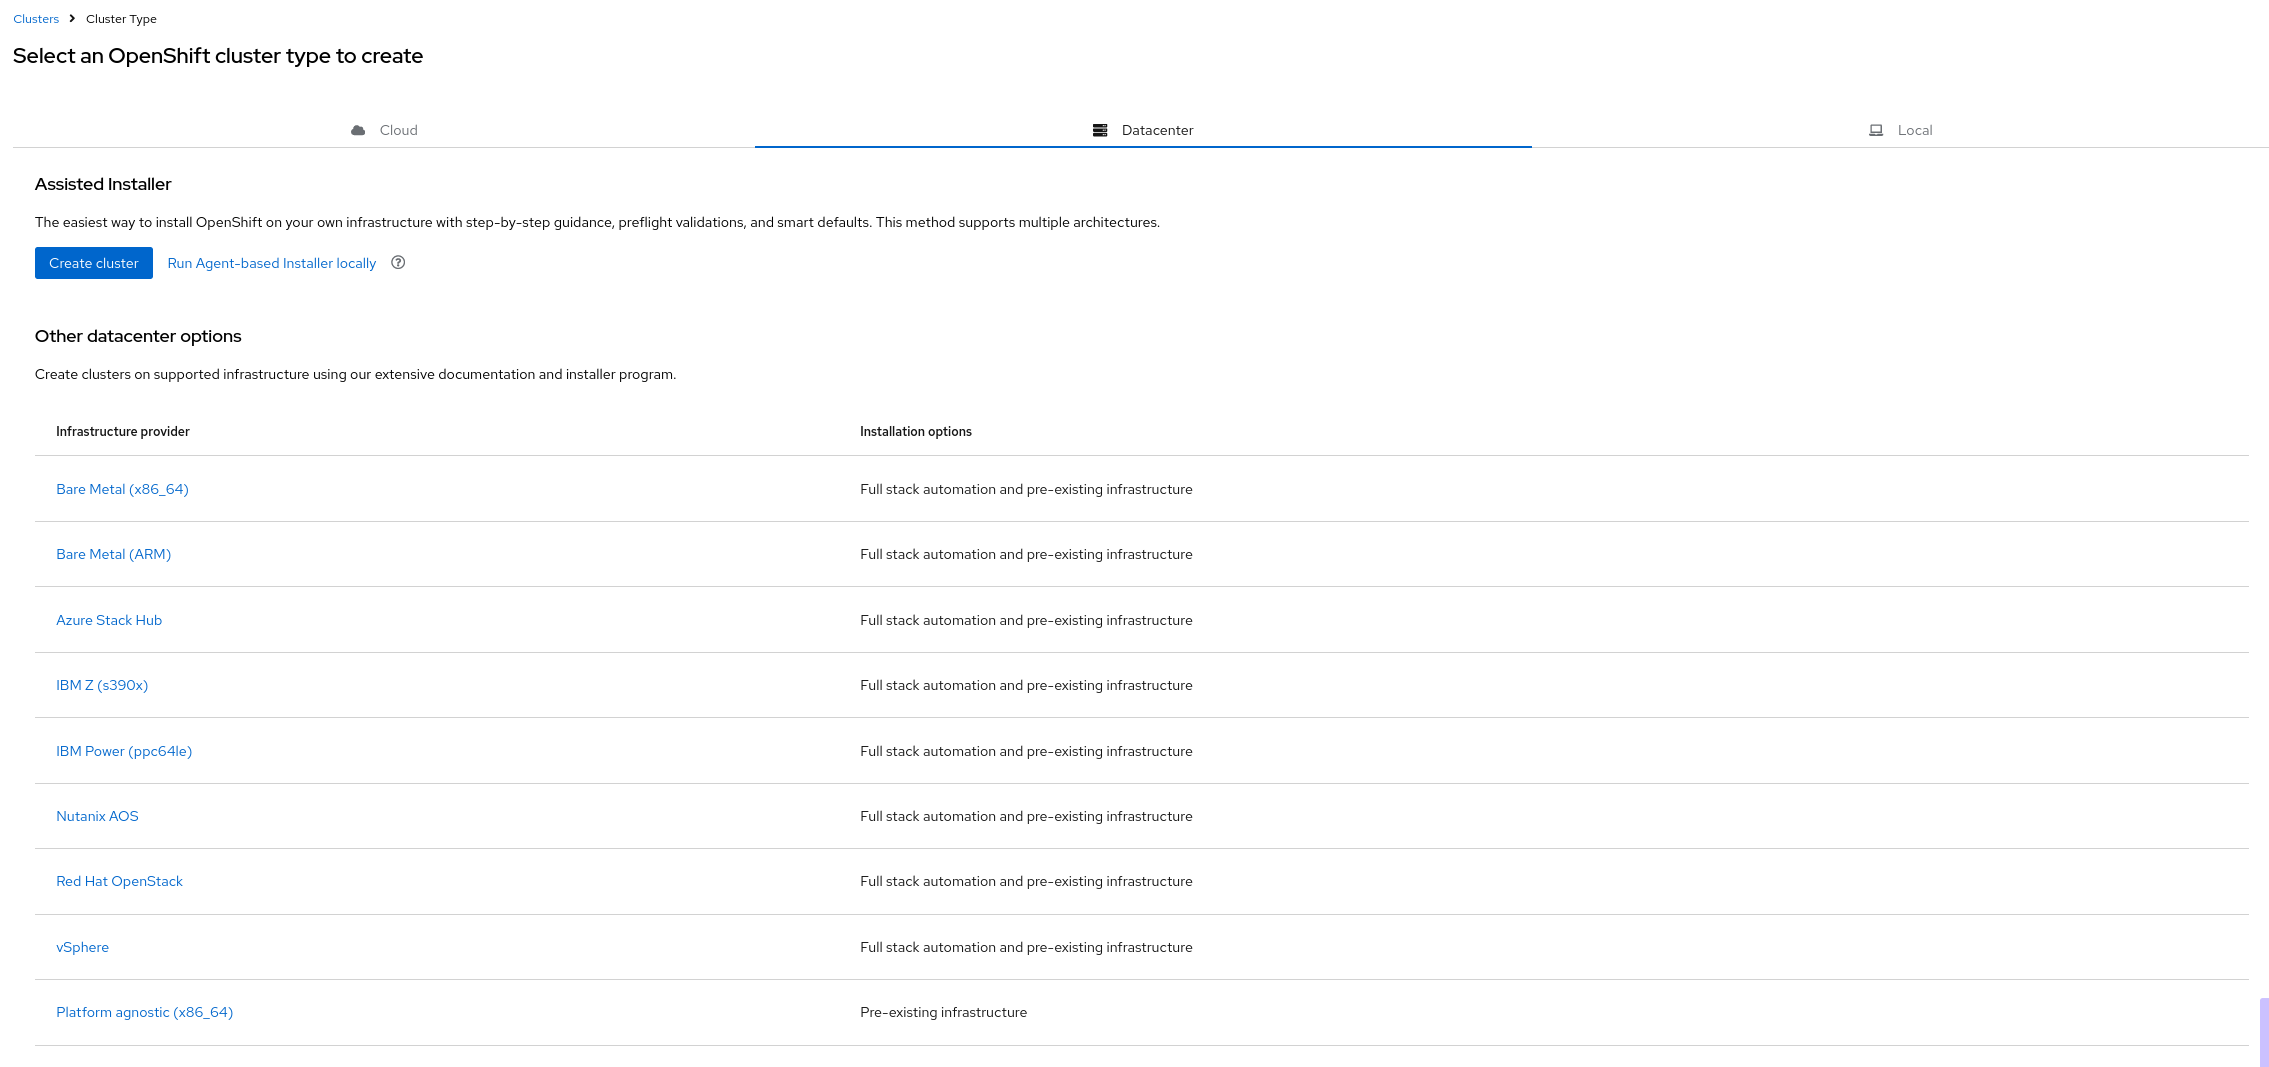 Clusters > Cluster Type
Select an OpenShift cluster type to create
Cloud Datacenter Local
Assisted Installer
The easiest way to install OpenShift on your own infrastructure with step-by-step guidance, preflight validations, and smart defaults. This method supports multiple architectures.
Create cluster Run Agent-based Installer locally ?
Other datacenter options
Create clusters on supported infrastructure using our extensive documentation and installer program.
Infrastructure provider Installation options
Bare Metal (x86_64) Full stack automation and pre-existing infrastructure
Bare Metal (ARM) Full stack automation and pre-existing infrastructure
Azure Stack Hub Full stack automation and pre-existing infrastructure
IBM Z (s390x) Full stack automation and pre-existing infrastructure
IBM Power (ppc64le) Full stack automation and pre-existing infrastructure
Nutanix AOS Full stack automation and pre-existing infrastructure
Red Hat OpenStack Full stack automation and pre-existing infrastructure
vSphere Full stack automation and pre-existing infrastructure
Platform agnostic (x86_64) Pre-existing infrastructure